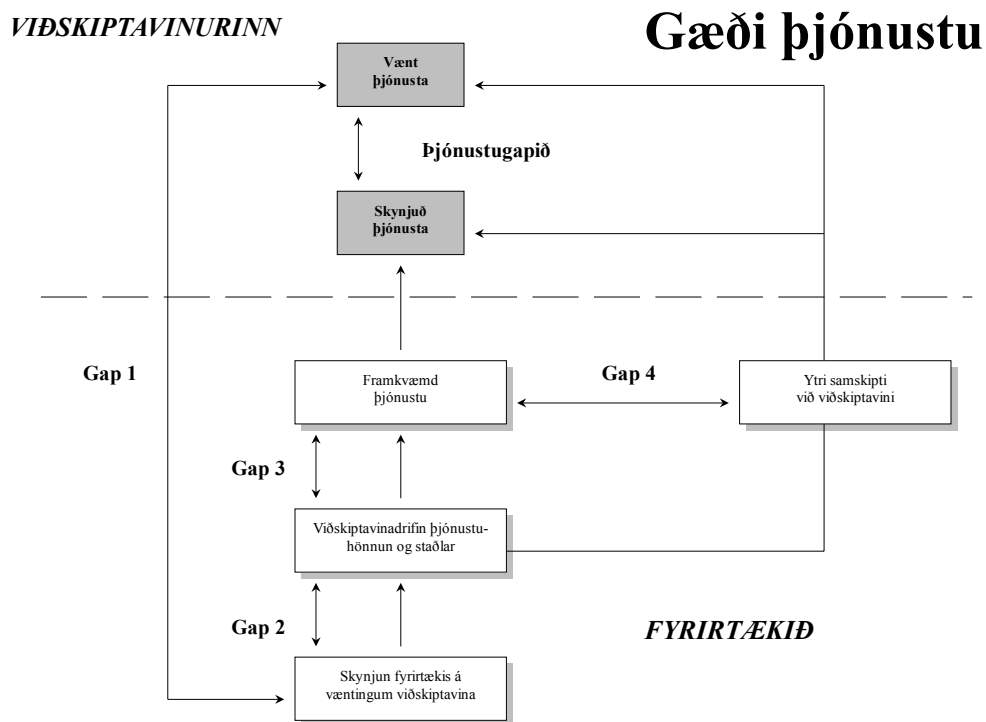 VIÐSKIPTAVINURINN
Gæði þjónustu
Vænt
þjónusta
Þjónustugapið
Skynjuð
þjónusta
Gap 1
Framkvæmd
þjónustu
Gap 4
Ytri samskipti
við viðskiptavini
Gap 3
Viðskiptavinadrifin þjónustu-
hönnun og staðlar
Gap 2
FYRIRTÆKIÐ
Skynjun fyrirtækis á
væntingum viðskiptavina